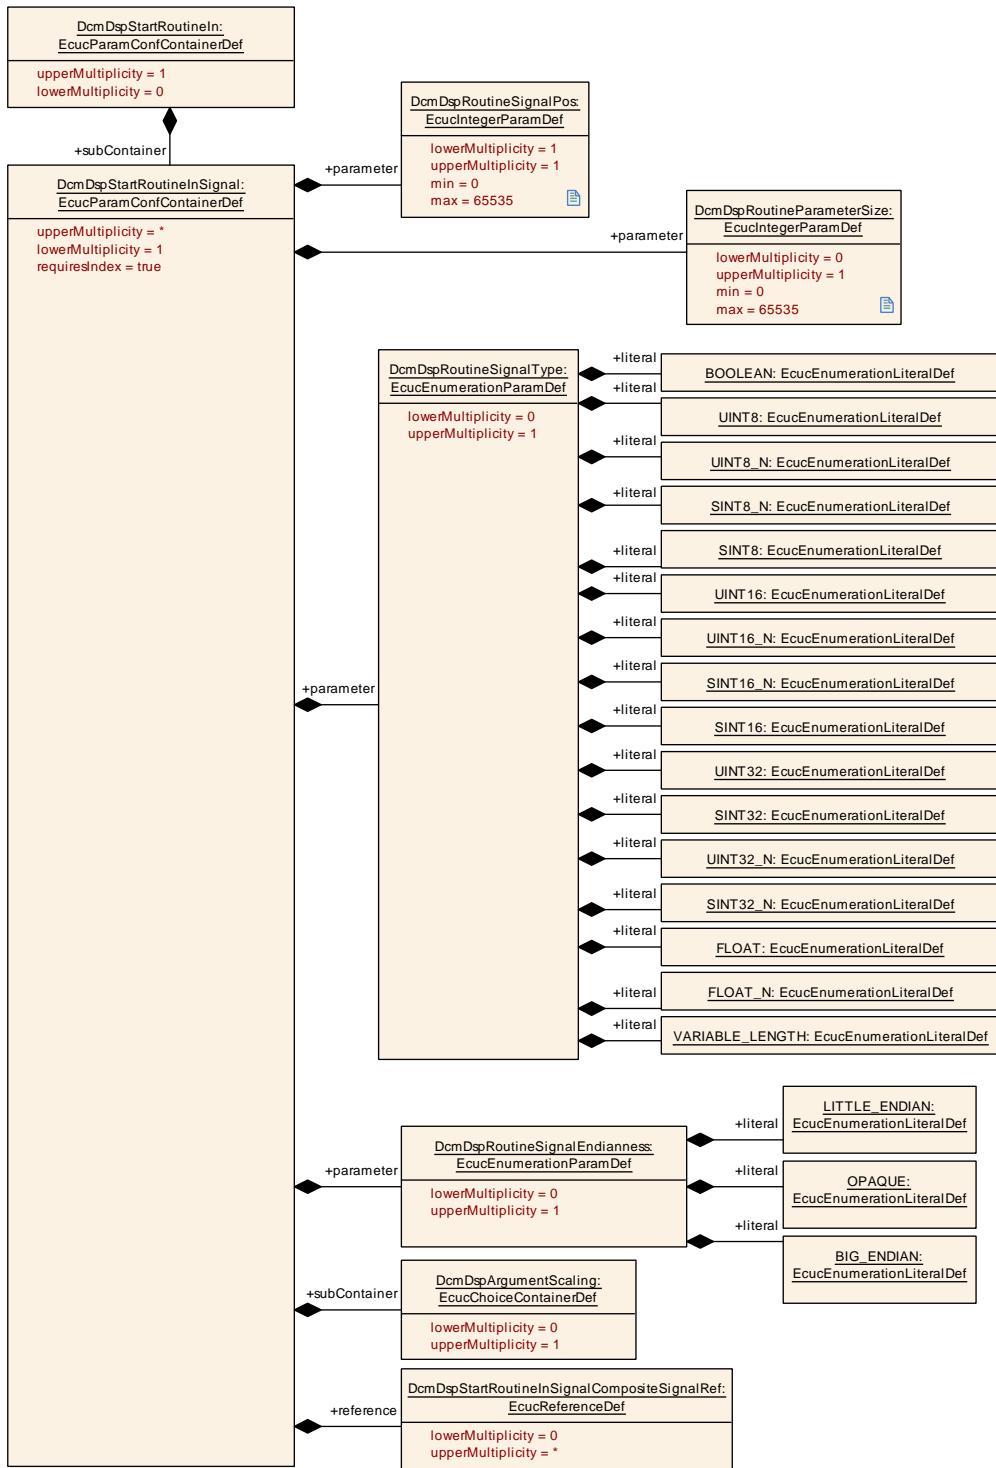 DcmDspStartRoutineIn:
EcucParamConfContainerDef
upperMultiplicity = 1
lowerMultiplicity = 0
+subContainer
DcmDspStartRoutineInSignal:
EcucParamConfContainerDef
upperMultiplicity = *
lowerMultiplicity = 1
requiresIndex = true
+parameter
DcmDspRoutineSignalPos:
EcucIntegerParamDef
lowerMultiplicity = 1
upperMultiplicity = 1
min = 0
max = 65535
+parameter
DcmDspRoutineParameterSize:
EcucIntegerParamDef
lowerMultiplicity = 0
upperMultiplicity = 1
min = 0
max = 65535
+parameter
DcmDspRoutineSignalType:
EcucEnumerationParamDef
lowerMultiplicity = 0
upperMultiplicity = 1
+literal
BOOLEAN: EcucEnumerationLiteralDef
+literal
UINT8: EcucEnumerationLiteralDef
+literal
UINT8_N: EcucEnumerationLiteralDef
+literal
SINT8_N: EcucEnumerationLiteralDef
+literal
SINT8: EcucEnumerationLiteralDef
+literal
UINT16: EcucEnumerationLiteralDef
+literal
UINT16_N: EcucEnumerationLiteralDef
+literal
SINT16_N: EcucEnumerationLiteralDef
+literal
SINT16: EcucEnumerationLiteralDef
+literal
UINT32: EcucEnumerationLiteralDef
+literal
SINT32: EcucEnumerationLiteralDef
+literal
UINT32_N: EcucEnumerationLiteralDef
+literal
SINT32_N: EcucEnumerationLiteralDef
+literal
FLOAT: EcucEnumerationLiteralDef
+literal
FLOAT_N: EcucEnumerationLiteralDef
+literal
VARIABLE_LENGTH: EcucEnumerationLiteralDef
+parameter
DcmDspRoutineSignalEndianness:
EcucEnumerationParamDef
lowerMultiplicity = 0
upperMultiplicity = 1
+literal
LITTLE_ENDIAN:
EcucEnumerationLiteralDef
+literal
OPAQUE:
EcucEnumerationLiteralDef
+literal
BIG_ENDIAN:
EcucEnumerationLiteralDef
+subContainer
DcmDspArgumentScaling:
EcucChoiceContainerDef
lowerMultiplicity = 0
upperMultiplicity = 1
+reference
DcmDspStartRoutineInSignalCompositeSignalRef:
EcucReferenceDef
lowerMultiplicity = 0
upperMultiplicity = *